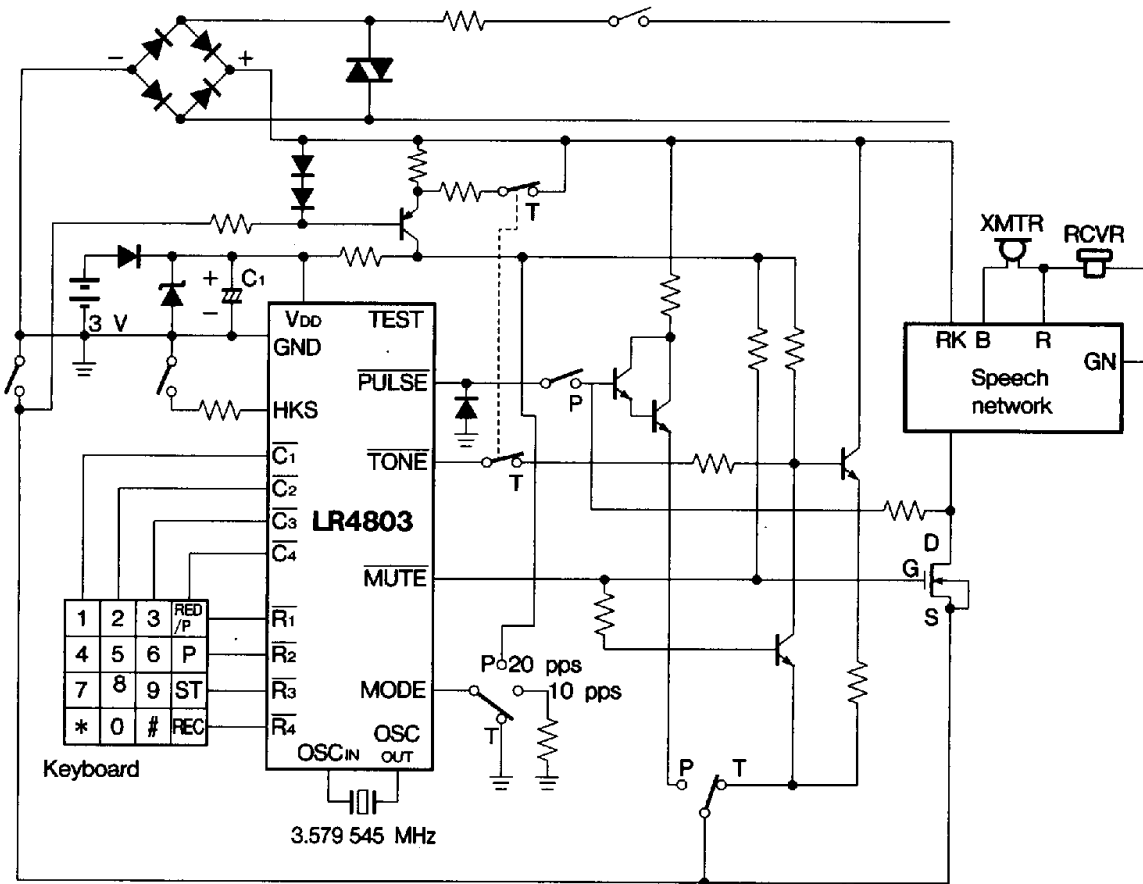 −
+
T
XMTR
RCVR
+
C₁
−
3 V
VDD
TEST
GND
RK
B
R
GN
PULSE
P
Speech
network
HKS
C₁
TONE
T
C₂
LR4803
C₃
D
C₄
MUTE
G
S
1 2 3 RED/P
R₁
4 5 6 P
R₂
P 20 pps
7 8 9 ST
R₃
MODE
10 pps
* 0 # REC
R₄
T
OSCIN
OSC
OUT
Keyboard
P
T
3.579 545 MHz